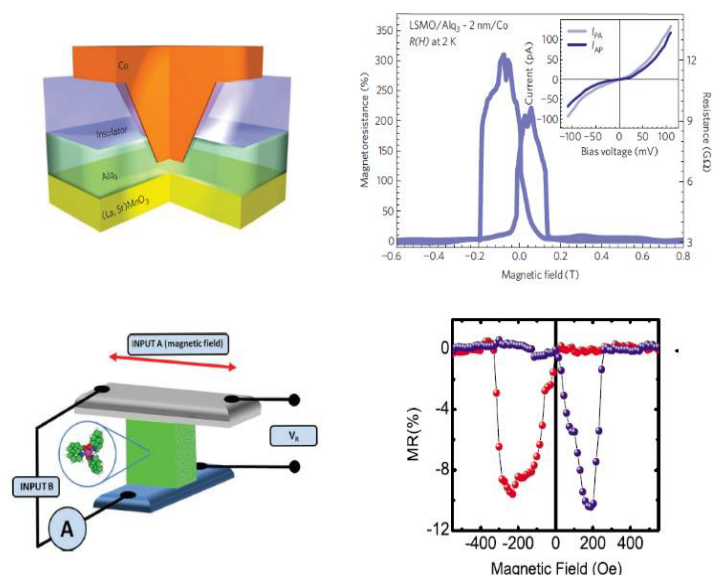 Co
Insulator
Alq₃
(La, Sr)MnO₃
LSMO/Alq₃ - 2 nm/Co
R(H) at 2 K
Magnetoresistance (%)
350
300
250
200
150
100
50
0
-0.6 -0.4 -0.2 0.0 0.2 0.4 0.6 0.8
Magnetic field (T)
12
9
6
3
Resistance (GΩ)
I_PA
I_AP
Current (pA)
100
50
0
-50
-100
-100 -50 0 50 100
Bias voltage (mV)
INPUT A (magnetic field)
V_R
INPUT B
A
MR(%)
0
-4
-8
-12
-400 -200 0 200 400
Magnetic Field (Oe)